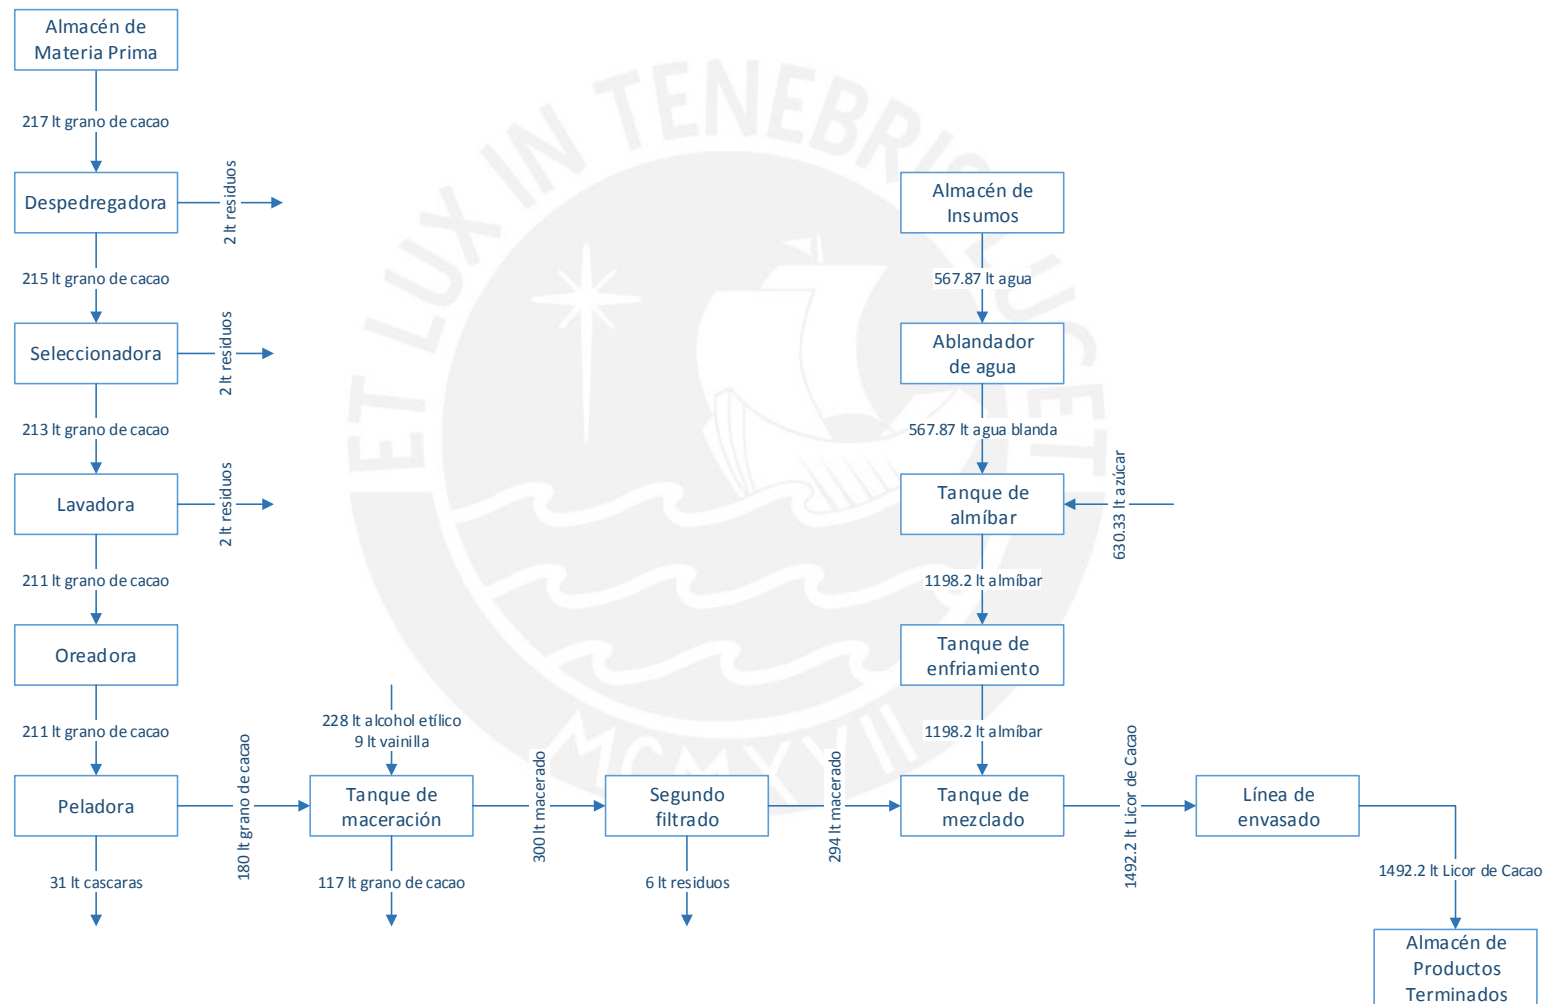 Almacén de
Materia Prima
217 lt grano de cacao
Despedregadora
2 lt residuos
215 lt grano de cacao
Seleccionadora
2 lt residuos
213 lt grano de cacao
Lavadora
2 lt residuos
211 lt grano de cacao
Oreadora
211 lt grano de cacao
Peladora
31 lt cascaras
180 lt grano de cacao
228 lt alcohol etílico
9 lt vainilla
Tanque de
maceración
117 lt grano de cacao
300 lt macerado
Segundo
filtrado
6 lt residuos
294 lt macerado
Almacén de
Insumos
567.87 lt agua
Ablandador
de agua
567.87 lt agua blanda
Tanque de
almíbar
630.33 lt azúcar
1198.2 lt almíbar
Tanque de
enfriamiento
1198.2 lt almíbar
Tanque de
mezclado
1492.2 lt Licor de Cacao
Línea de
envasado
1492.2 lt Licor de Cacao
Almacén de
Productos
Terminados
ET LUX IN TENEBRIS LUCET
MCMXVII